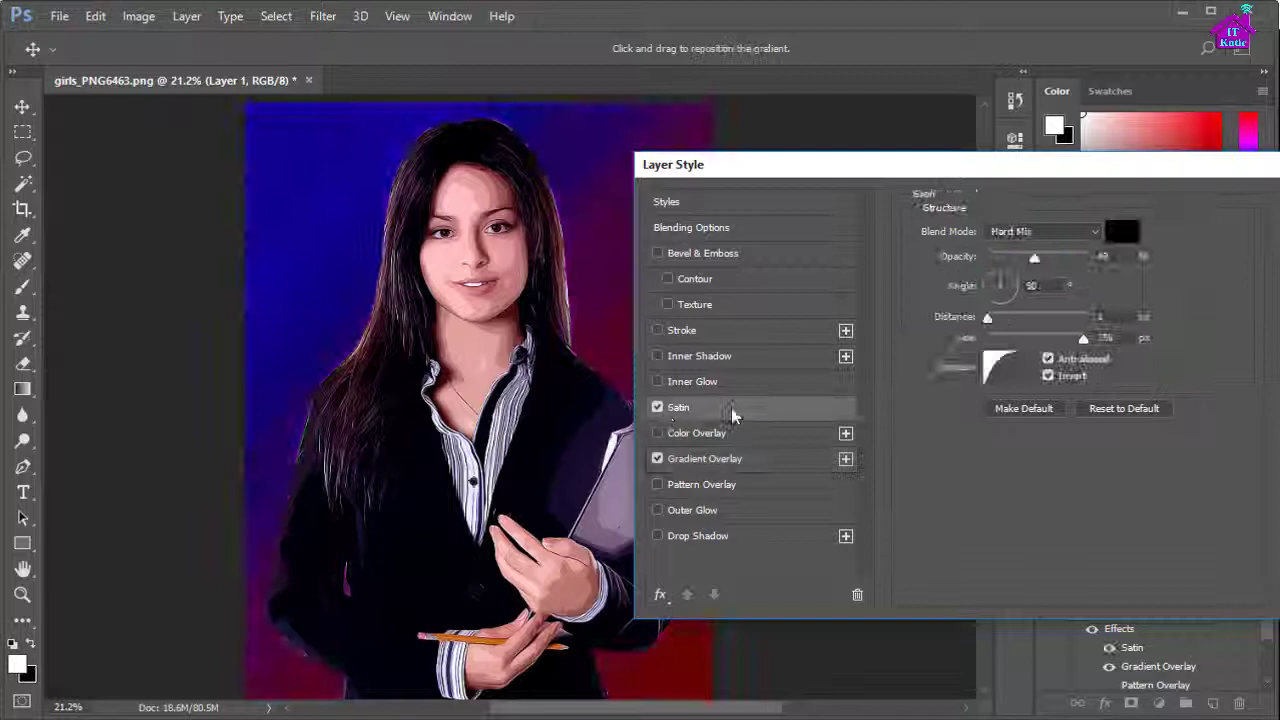 Ps File Edit Image Layer Type Select Filter 3D View Window Help
IT
Click and drag to reposition the gradient.
girls_PNG6463.png @ 21.2% (Layer 1, RGB/8) *
Color Swatches
Layer Style
Styles
Blending Options
Bevel & Emboss
Contour
Texture
Stroke
Inner Shadow
Inner Glow
Satin
Color Overlay
Gradient Overlay
Pattern Overlay
Outer Glow
Drop Shadow
fx
Structure
Blend Mode: Hard Mix
Opacity:
Angle: 90 °
Distance:
px
Anti-aliased
Invert
Make Default Reset to Default
Effects
Satin
Gradient Overlay
Pattern Overlay
fx
21.2% Doc: 18.6M/80.5M